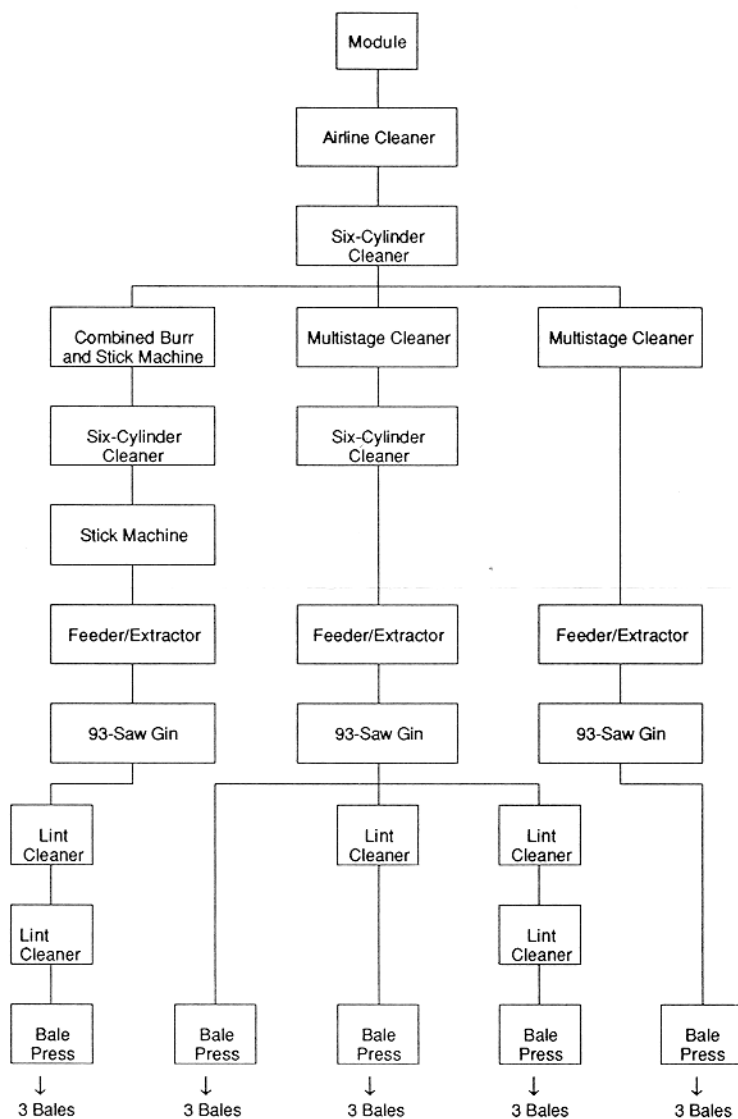 Module
Airline Cleaner
Six-Cylinder
Cleaner
Combined Burr
and Stick Machine
Multistage Cleaner
Multistage Cleaner
Six-Cylinder
Cleaner
Six-Cylinder
Cleaner
Stick Machine
Feeder/Extractor
Feeder/Extractor
Feeder/Extractor
93-Saw Gin
93-Saw Gin
93-Saw Gin
Lint
Cleaner
Lint
Cleaner
Lint
Cleaner
Lint
Cleaner
Lint
Cleaner
Bale
Press
Bale
Press
Bale
Press
Bale
Press
Bale
Press
3 Bales
3 Bales
3 Bales
3 Bales
3 Bales